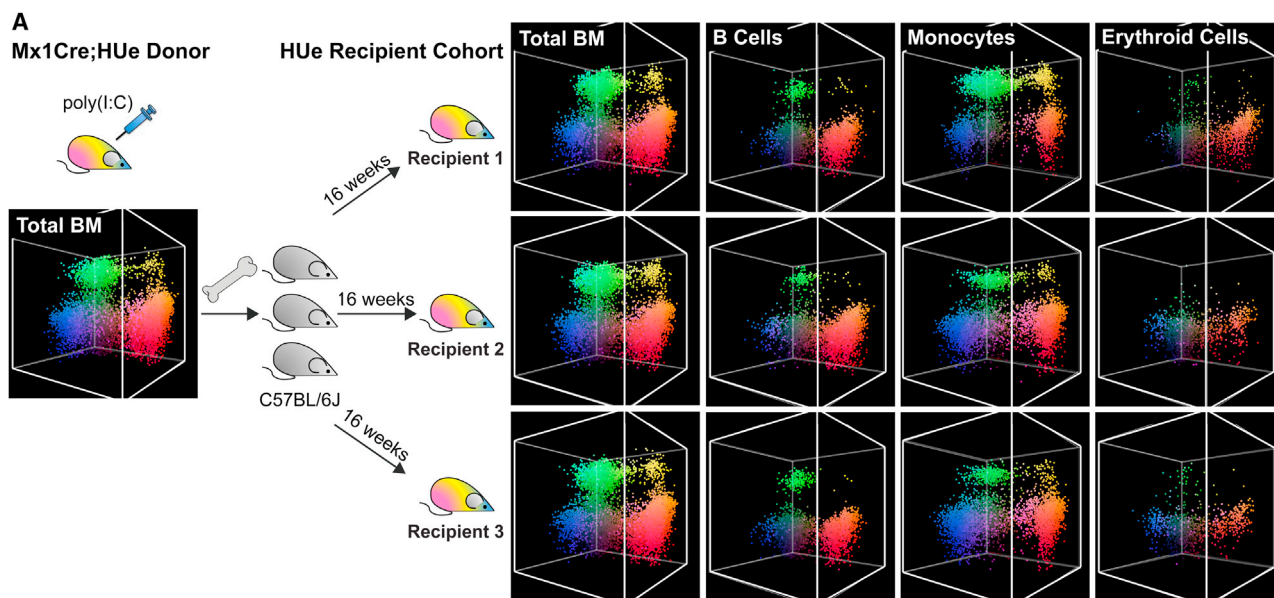 A
Mx1Cre;HUe Donor
HUe Recipient Cohort
poly(I:C)
Total BM
16 weeks
Recipient 1
16 weeks
Recipient 2
C57BL/6J
16 weeks
Recipient 3
Total BM
B Cells
Monocytes
Erythroid Cells